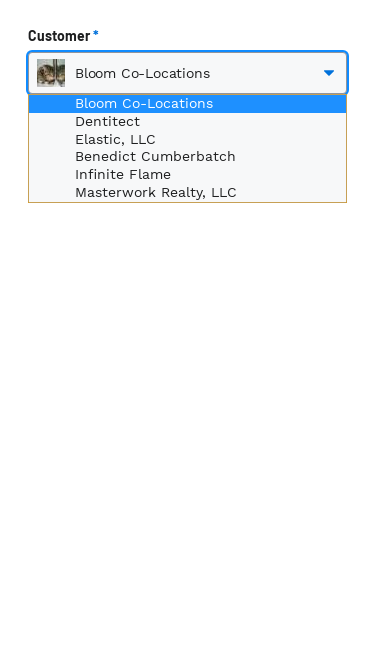 Customer *
Bloom Co-Locations
Bloom Co-Locations
Dentitect
Elastic, LLC
Benedict Cumberbatch
Infinite Flame
Masterwork Realty, LLC